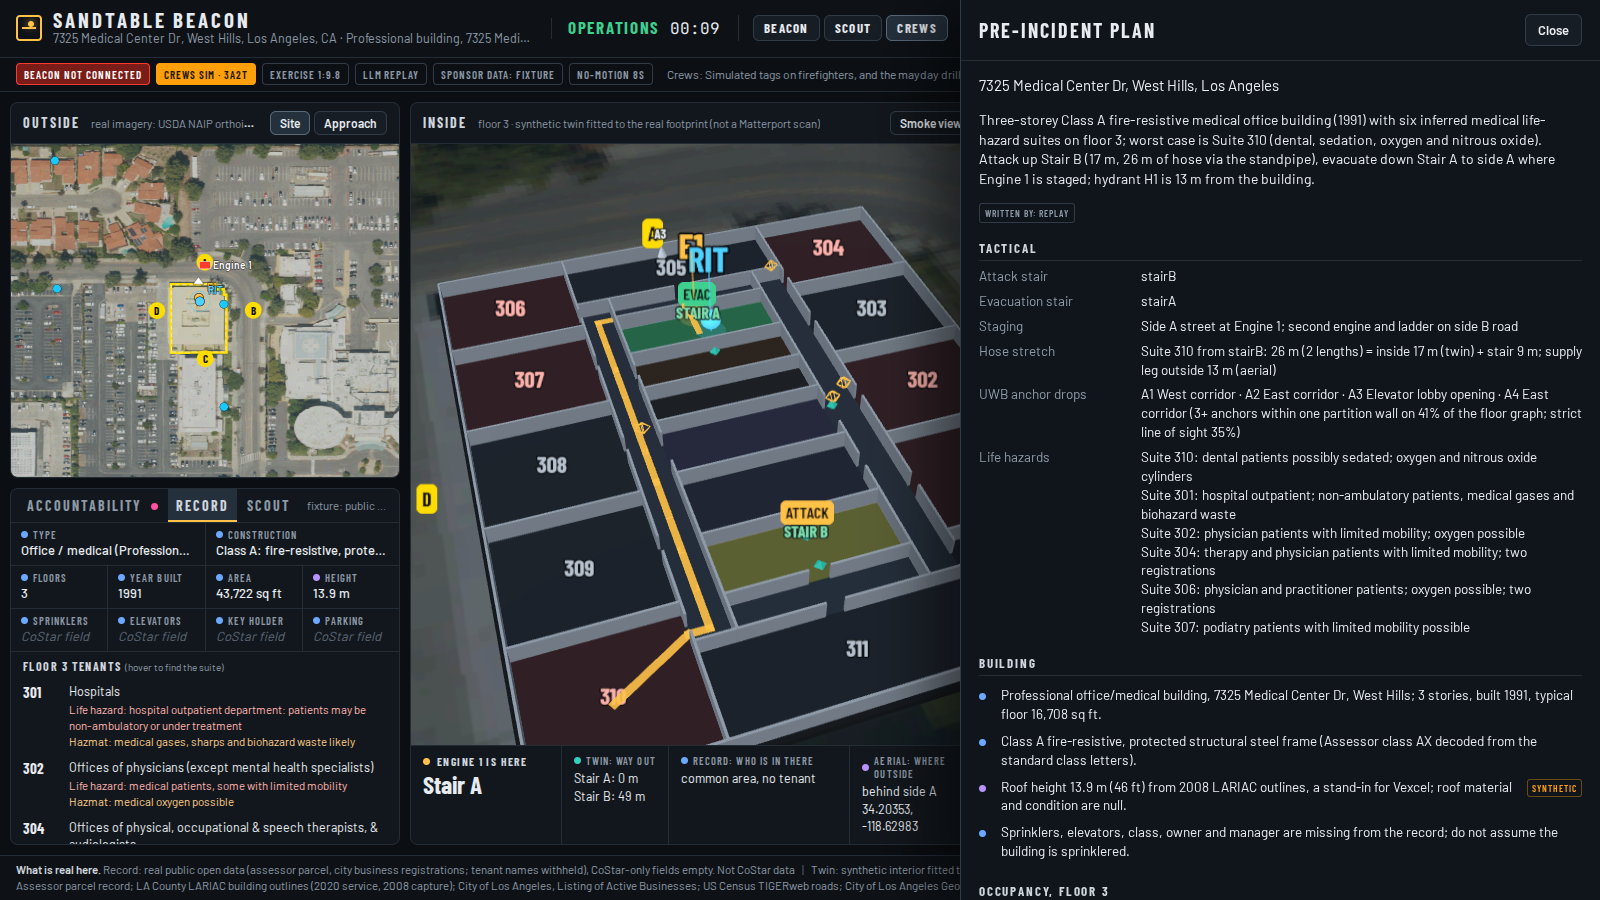 SANDTABLE BEACON
7325 Medical Center Dr, West Hills, Los Angeles, CA · Professional building, 7325 Medi...
OPERATIONS 00:09
BEACON
SCOUT
CREWS
BEACON NOT CONNECTED
CREWS SIM · 3A2T
EXERCISE 1:9.8
LLM REPLAY
SPONSOR DATA: FIXTURE
NO-MOTION 8S
Crews: Simulated tags on firefighters, and the mayday drill
OUTSIDE
real imagery: USDA NAIP orthoi...
Site
Approach
Engine 1
D
B
C
ACCOUNTABILITY
RECORD
SCOUT
fixture: public ...
TYPE
Office / medical (Profession...
CONSTRUCTION
Class A: fire-resistive, prote...
FLOORS
3
YEAR BUILT
1991
AREA
43,722 sq ft
HEIGHT
13.9 m
SPRINKLERS
CoStar field
ELEVATORS
CoStar field
KEY HOLDER
CoStar field
PARKING
CoStar field
FLOOR 3 TENANTS (hover to find the suite)
301 Hospitals
Life hazard: hospital outpatient department: patients may be
non-ambulatory or under treatment
Hazmat: medical gases, sharps and biohazard waste likely
302 Offices of physicians (except mental health specialists)
Life hazard: medical patients, some with limited mobility
Hazmat: medical oxygen possible
304 Offices of physical, occupational & speech therapists, &
audiologists
INSIDE
floor 3 · synthetic twin fitted to the real footprint (not a Matterport scan)
Smoke view
A3
E1
RIT
305
304
EVAC
STAIR A
306
303
307
302
308
D
ATTACK
STAIR B
309
311
310
ENGINE 1 IS HERE
Stair A
TWIN: WAY OUT
Stair A: 0 m
Stair B: 49 m
RECORD: WHO IS IN THERE
common area, no tenant
AERIAL: WHERE
OUTSIDE
behind side A
34.20353,
-118.62983
What is real here. Record: real public open data (assessor parcel, city business registrations; tenant names withheld), CoStar-only fields empty. Not CoStar data | Twin: synthetic interior fitted t
Assessor parcel record; LA County LARIAC building outlines (2020 service, 2008 capture); City of Los Angeles, Listing of Active Businesses; US Census TIGERweb roads; City of Los Angeles Geo
PRE-INCIDENT PLAN
Close
7325 Medical Center Dr, West Hills, Los Angeles
Three-storey Class A fire-resistive medical office building (1991) with six inferred medical life-
hazard suites on floor 3; worst case is Suite 310 (dental, sedation, oxygen and nitrous oxide).
Attack up Stair B (17 m, 26 m of hose via the standpipe), evacuate down Stair A to side A where
Engine 1 is staged; hydrant H1 is 13 m from the building.
WRITTEN BY: REPLAY
TACTICAL
Attack stair stairB
Evacuation stair stairA
Staging Side A street at Engine 1; second engine and ladder on side B road
Hose stretch Suite 310 from stairB: 26 m (2 lengths) = inside 17 m (twin) + stair 9 m; supply
leg outside 13 m (aerial)
UWB anchor drops A1 West corridor · A2 East corridor · A3 Elevator lobby opening · A4 East
corridor (3+ anchors within one partition wall on 41% of the floor graph; strict
line of sight 35%)
Life hazards Suite 310: dental patients possibly sedated; oxygen and nitrous oxide
cylinders
Suite 301: hospital outpatient; non-ambulatory patients, medical gases and
biohazard waste
Suite 302: physician patients with limited mobility; oxygen possible
Suite 304: therapy and physician patients with limited mobility; two
registrations
Suite 306: physician and practitioner patients; oxygen possible; two
registrations
Suite 307: podiatry patients with limited mobility possible
BUILDING
Professional office/medical building, 7325 Medical Center Dr, West Hills; 3 stories, built 1991, typical
floor 16,708 sq ft.
Class A fire-resistive, protected structural steel frame (Assessor class AX decoded from the
standard class letters).
Roof height 13.9 m (46 ft) from 2008 LARIAC outlines, a stand-in for Vexcel; roof material
and condition are null.
SYNTHETIC
Sprinklers, elevators, class, owner and manager are missing from the record; do not assume the
building is sprinklered.
OCCUPANCY, FLOOR 3